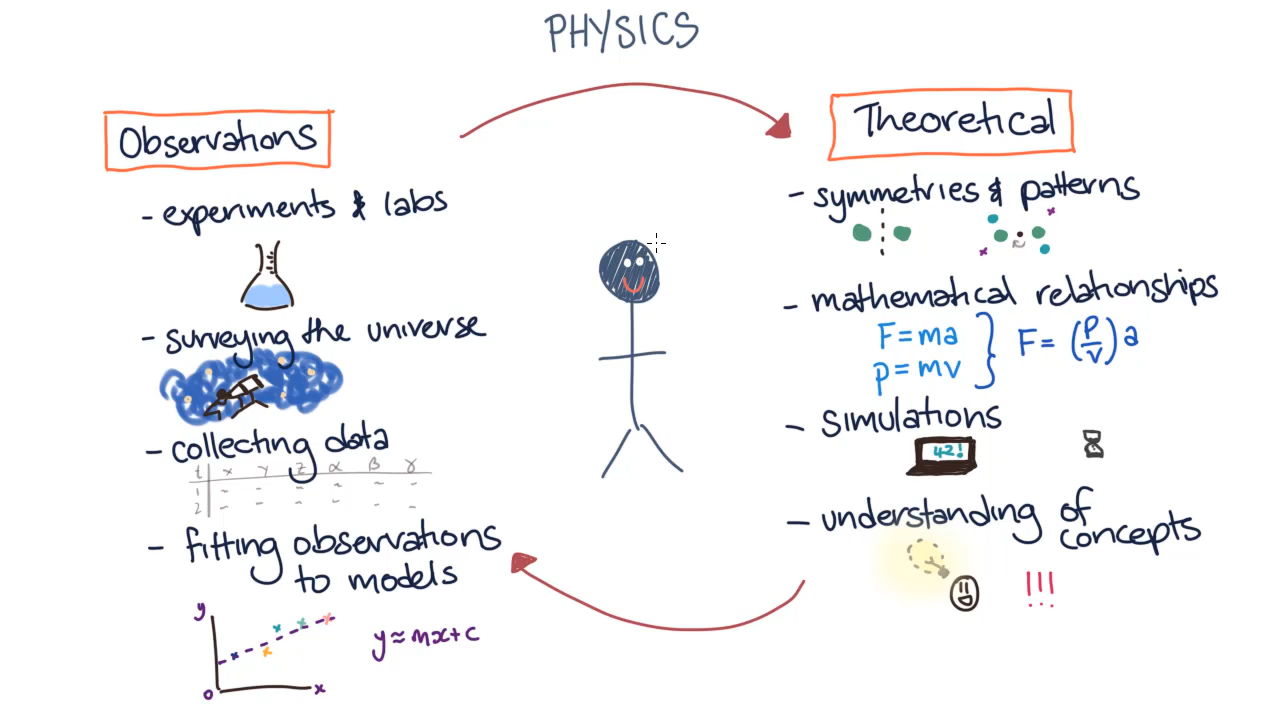 PHYSICS
Observations
- experiments & labs
- surveying the universe
- collecting data
t x y z α β γ
1
2
- fitting observations
to models
y
y≈mx+c
0
x
Theoretical
- symmetries & patterns
- mathematical relationships
F=ma
p=mv
F=(p/v)a
- simulations
42!
- understanding of
concepts
!!!